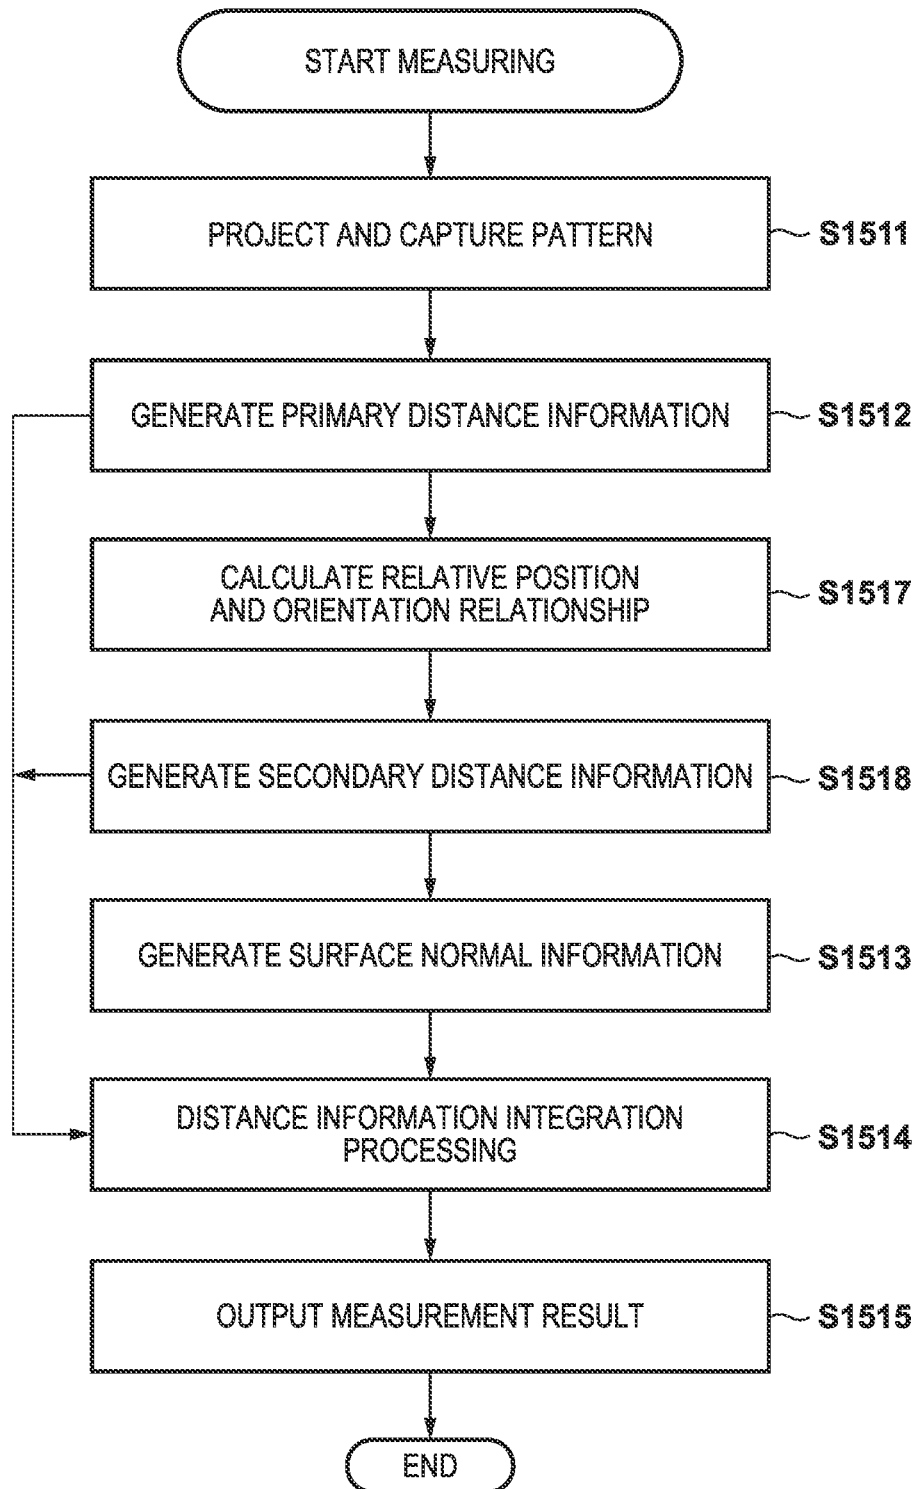 START MEASURING
PROJECT AND CAPTURE PATTERN
S1511
GENERATE PRIMARY DISTANCE INFORMATION
S1512
CALCULATE RELATIVE POSITION
AND ORIENTATION RELATIONSHIP
S1517
GENERATE SECONDARY DISTANCE INFORMATION
S1518
GENERATE SURFACE NORMAL INFORMATION
S1513
DISTANCE INFORMATION INTEGRATION
PROCESSING
S1514
OUTPUT MEASUREMENT RESULT
S1515
END